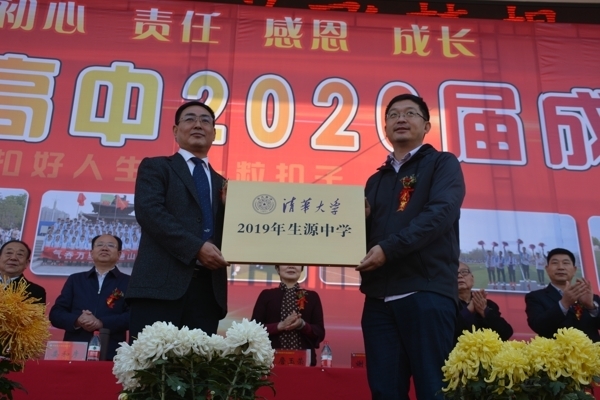 初心 责任 感恩 成长
高中2020届成
扣好人生 粒扣子
清华大学
2019年生源中学